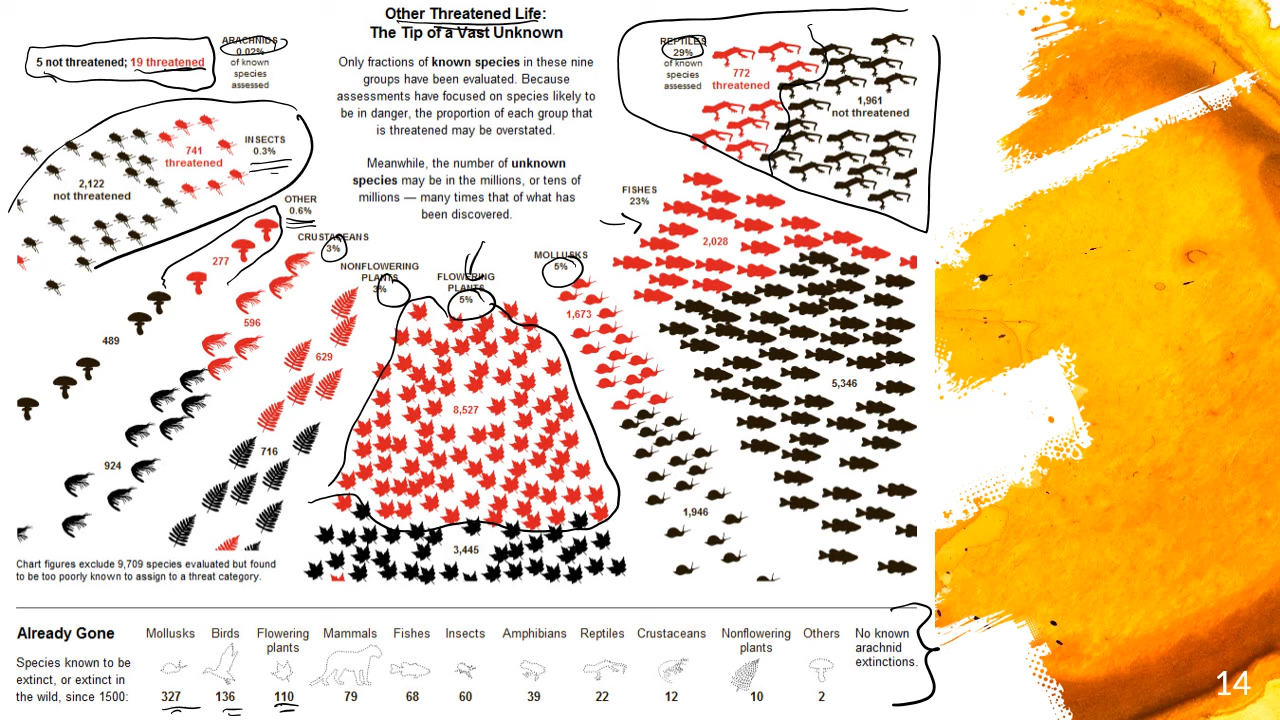 Other Threatened Life:
The Tip of a Vast Unknown
Only fractions of known species in these nine
groups have been evaluated. Because
assessments have focused on species likely to
be in danger, the proportion of each group that
is threatened may be overstated.
Meanwhile, the number of unknown
species may be in the millions, or tens of
millions — many times that of what has
been discovered.
ARACHNIDS
0.02%
of known
species
assessed
5 not threatened; 19 threatened
INSECTS
0.3%
741
threatened
2,122
not threatened
OTHER
0.6%
277
489
CRUSTACEANS
3%
596
924
NONFLOWERING
PLANTS
3%
629
716
FLOWERING
PLANTS
5%
8,527
3,445
MOLLUSKS
5%
1,673
1,946
FISHES
23%
2,028
5,346
REPTILES
29%
of known
species
assessed
772
threatened
1,961
not threatened
Chart figures exclude 9,709 species evaluated but found
to be too poorly known to assign to a threat category.
Already Gone
Species known to be
extinct, or extinct in
the wild, since 1500:
Mollusks
327
Birds
136
Flowering
plants
110
Mammals
79
Fishes
68
Insects
60
Amphibians
39
Reptiles
22
Crustaceans
12
Nonflowering
plants
10
Others
2
No known
arachnid
extinctions.
14